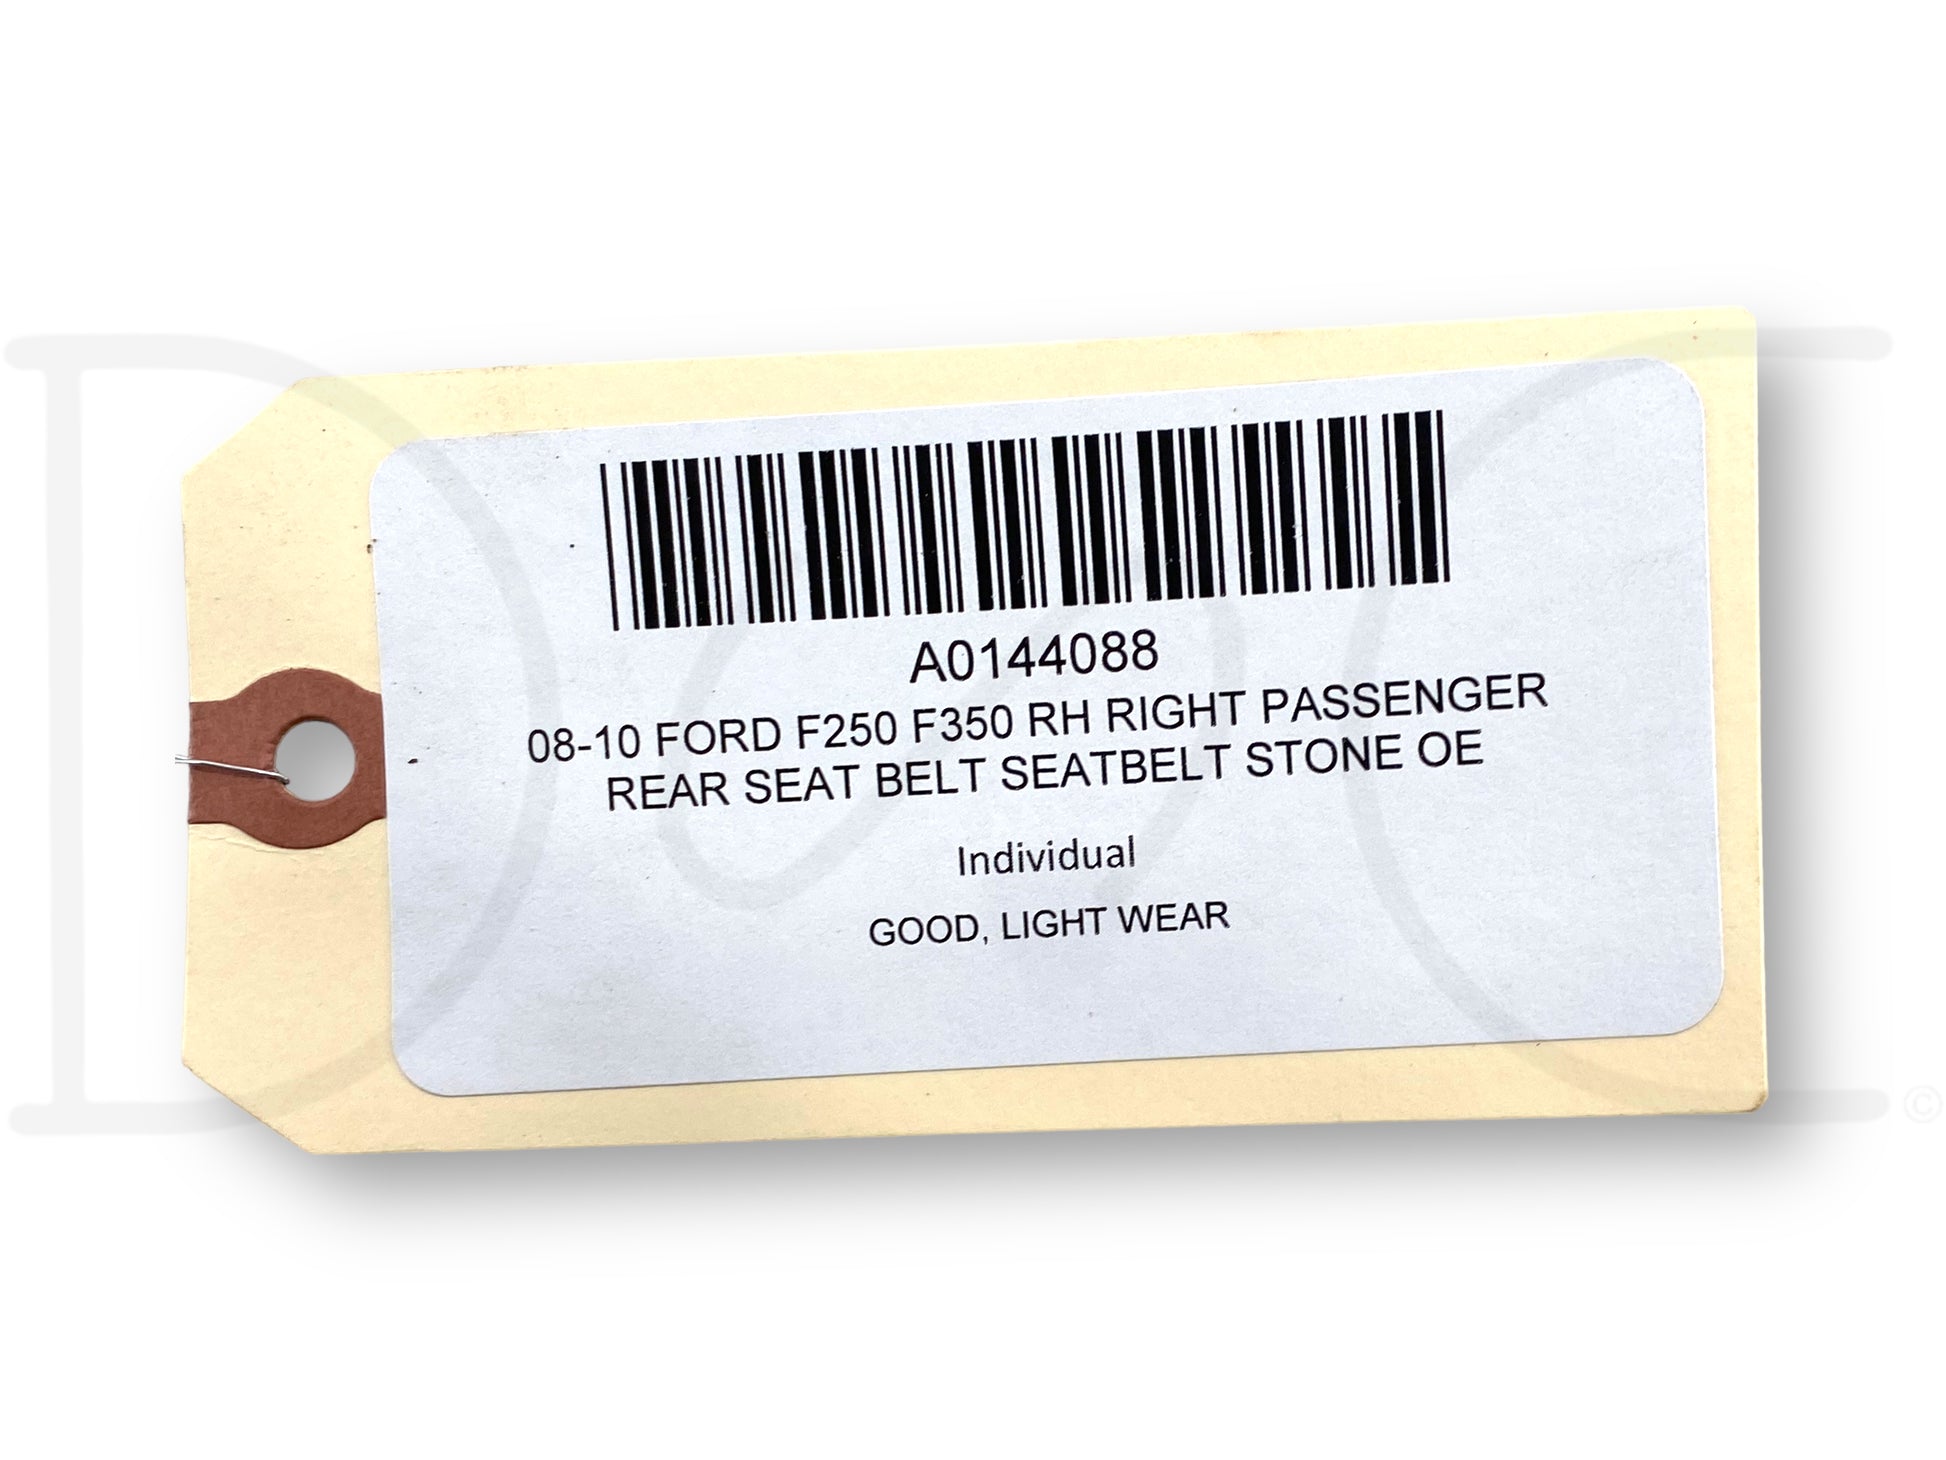 A0144088
08-10 FORD F250 F350 RH RIGHT PASSENGER
REAR SEAT BELT SEATBELT STONE OE
Individual
GOOD, LIGHT WEAR
©